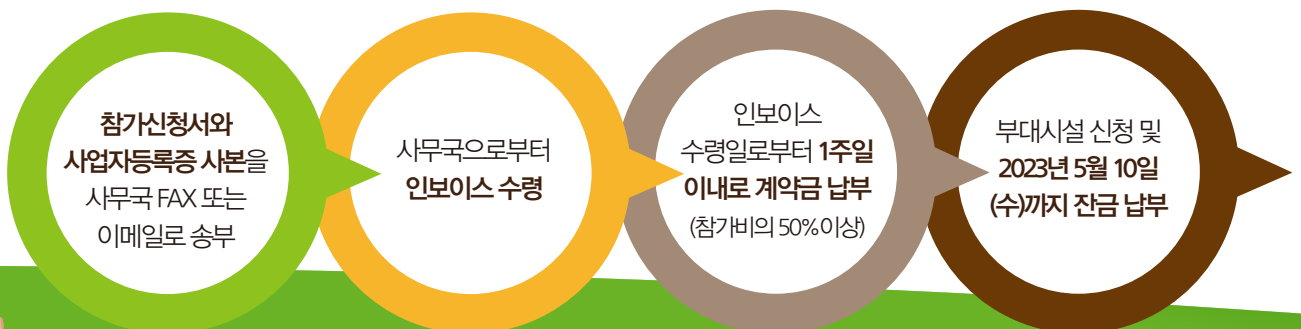 참가신청서와
사업자등록증 사본을
사무국 FAX 또는
이메일로 송부
사무국으로부터
인보이스 수령
인보이스
수령일로부터 1주일
이내로 계약금 납부
(참가비의 50%이상)
부대시설 신청 및
2023년 5월 10일
(수)까지 잔금 납부